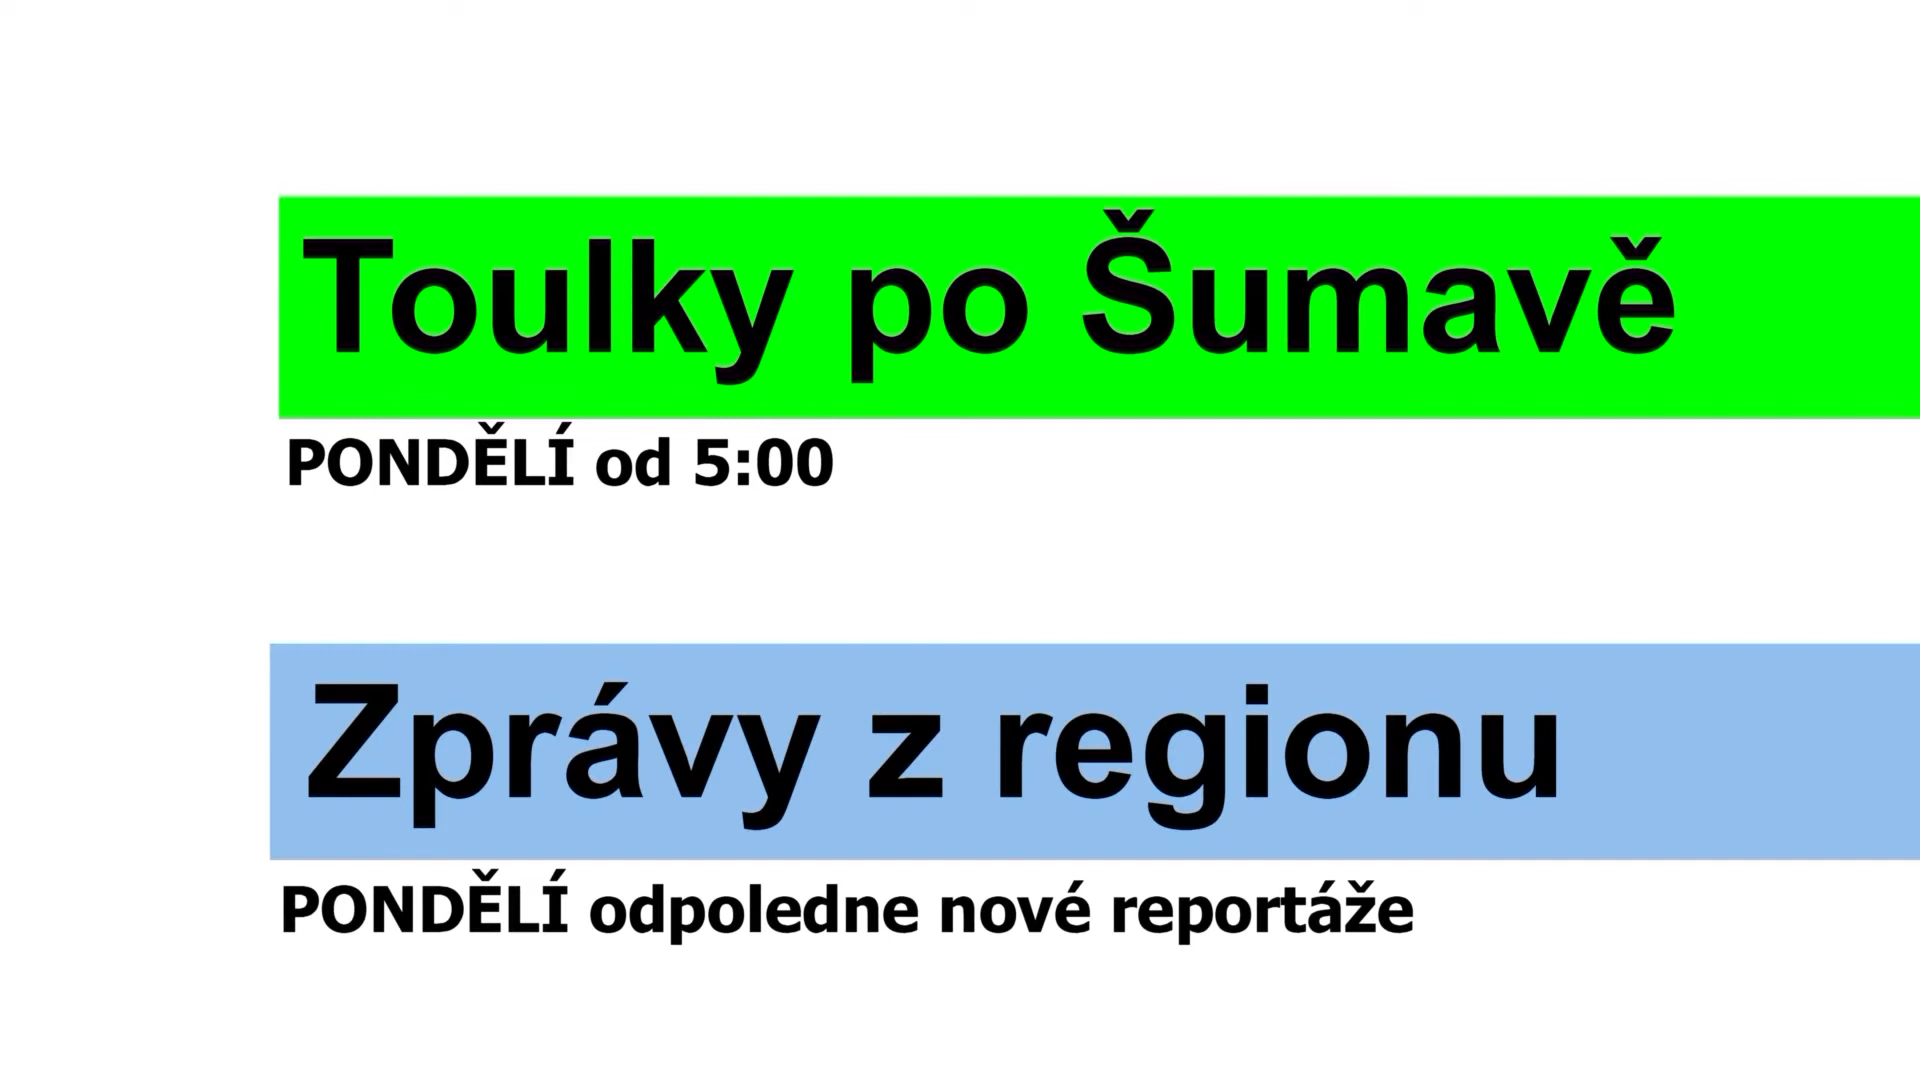 Toulky po Šumavě
PONDĚLÍ od 5:00
Zprávy z regionu
PONDĚLÍ odpoledne nové reportáže